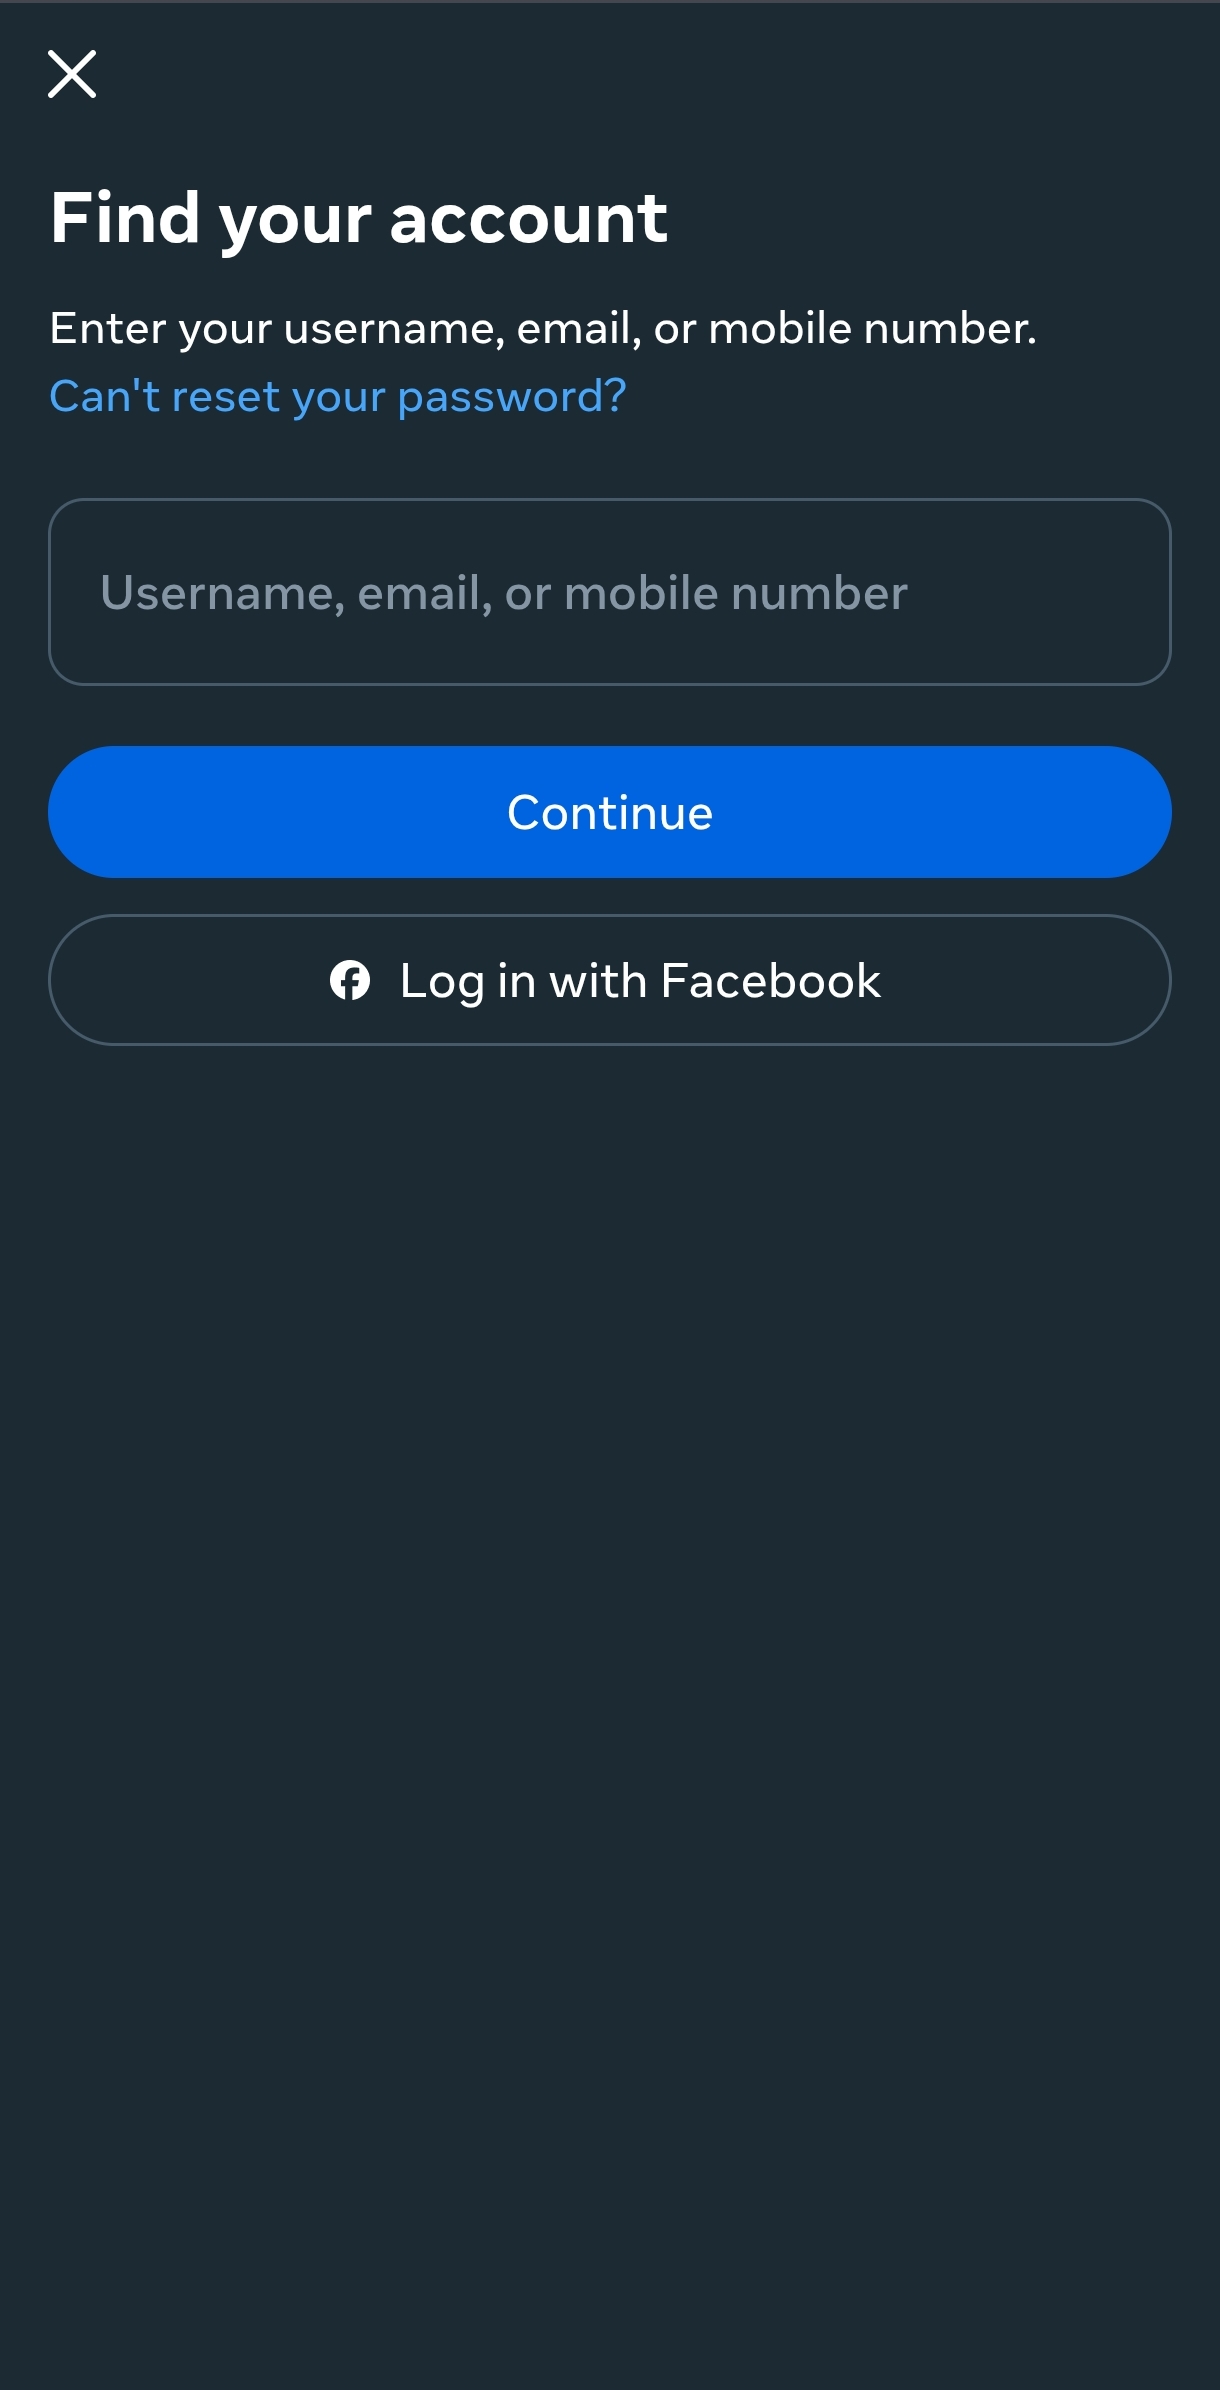 Find your account
Enter your username, email, or mobile number.
Can't reset your password?
Username, email, or mobile number
Continue
Log in with Facebook